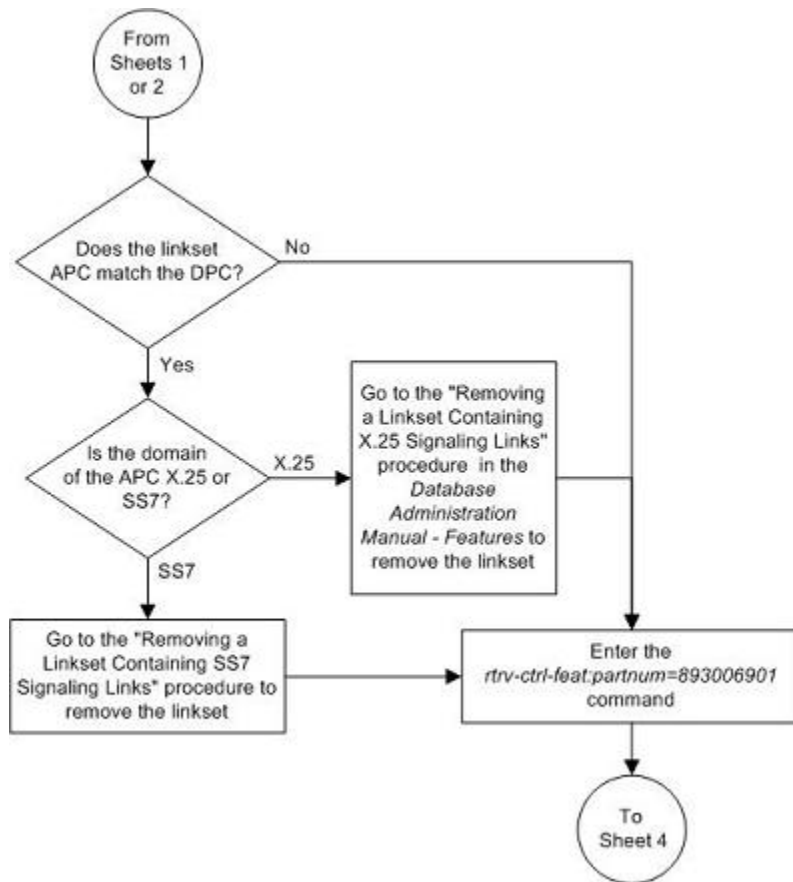 From
Sheets 1
or 2
Does the linkset
APC match the DPC?
No
Yes
Is the domain
of the APC X.25 or
SS7?
X.25
Go to the "Removing
a Linkset Containing
X.25 Signaling Links"
procedure in the
Database
Administration
Manual - Features to
remove the linkset
SS7
Go to the "Removing a
Linkset Containing SS7
Signaling Links" procedure to
remove the linkset
Enter the
rtrv-ctrl-feat:partnum=893006901
command
To
Sheet 4